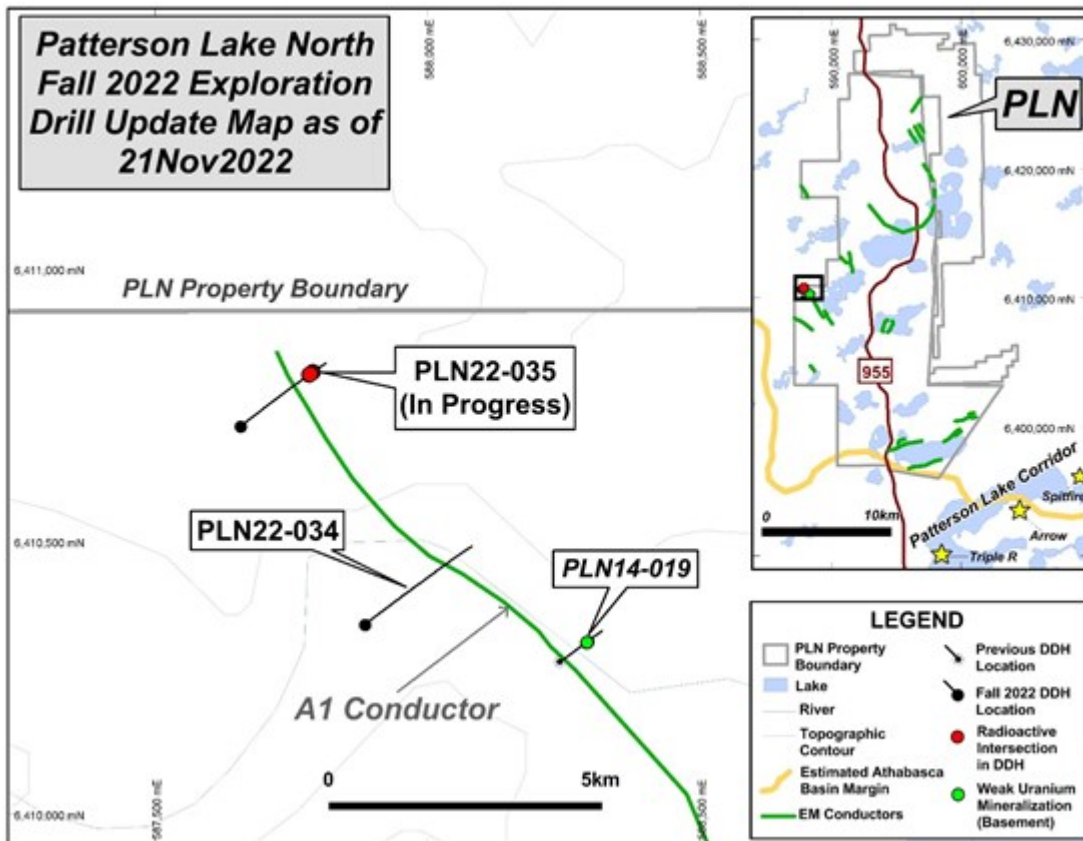 Patterson Lake North
Fall 2022 Exploration
Drill Update Map as of
21Nov2022
588,000 mE
588,500 mE
6,411,000 mN
PLN Property Boundary
PLN22-035
(In Progress)
PLN22-034
6,410,500 mN
PLN14-019
A1 Conductor
0
5km
6,410,000 mN
587,500 mE
588,500 mE
590,000 mE
600,000 mE
6,430,000 mN
PLN
6,420,000 mN
6,410,000 mN
955
6,400,000 mN
Patterson Lake Corridor
Spitfire
0
10km
Arrow
Triple R
LEGEND
PLN Property
Boundary
Lake
River
Topographic
Contour
Estimated Athabasca
Basin Margin
EM Conductors
Previous DDH
Location
Fall 2022 DDH
Location
Radioactive
Intersection
in DDH
Weak Uranium
Mineralization
(Basement)